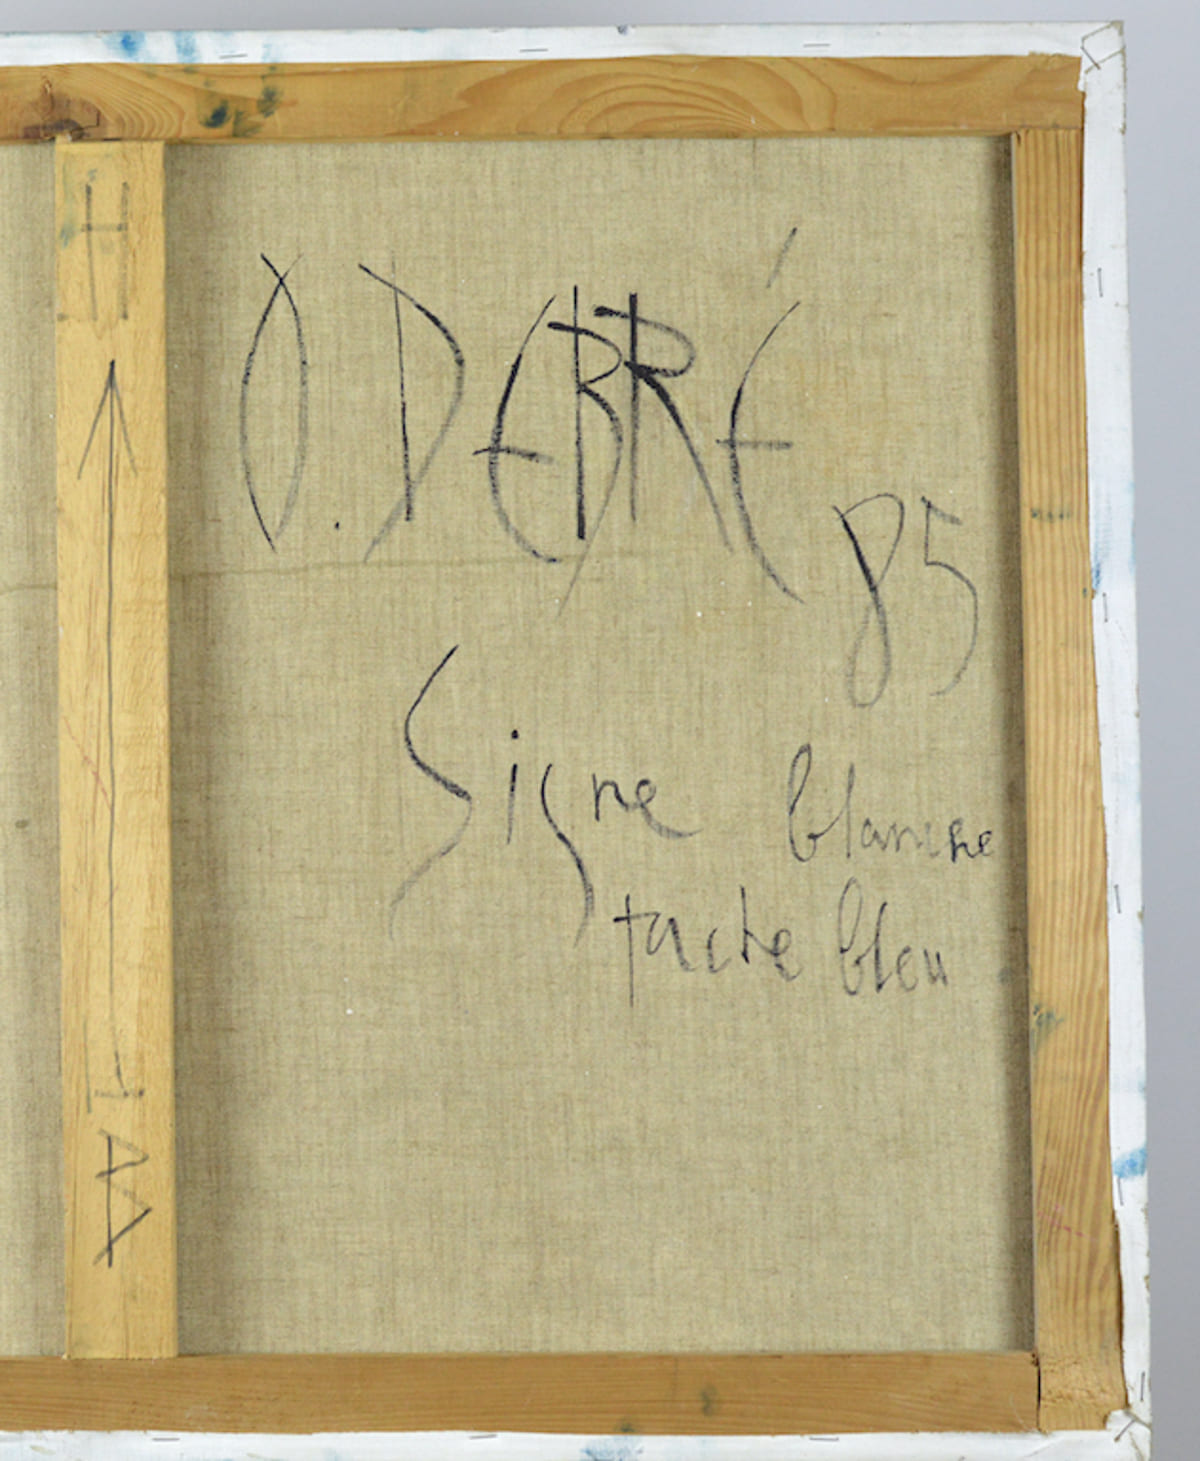 H
O. DEBRÉ
85
Signe blanche
tache bleu